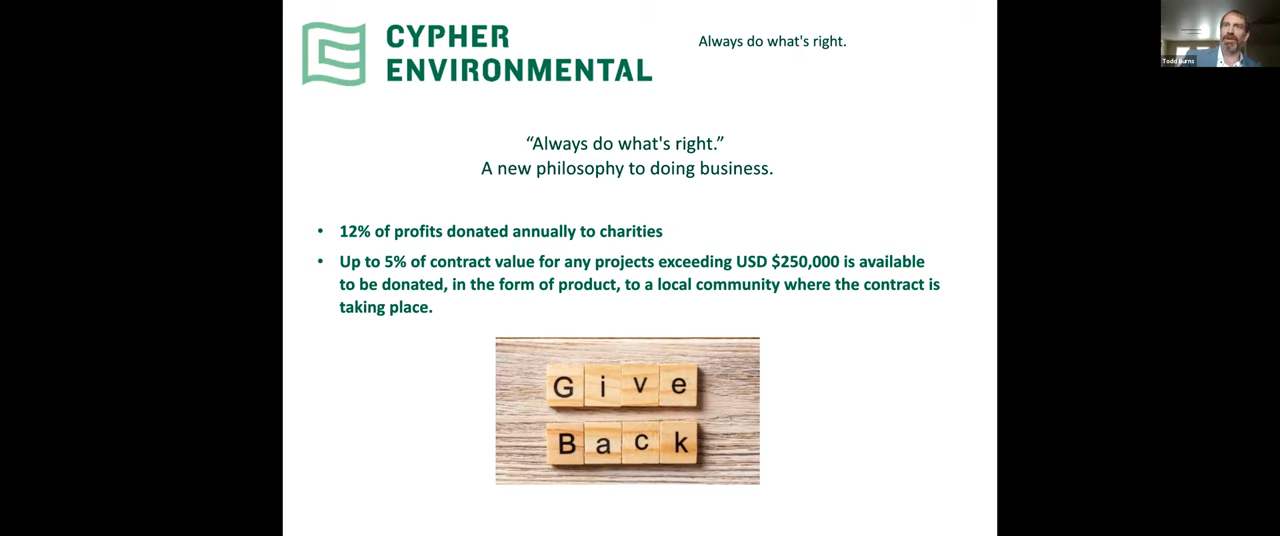 CYPHER
ENVIRONMENTAL
Always do what's right.
Todd Burns
“Always do what's right.”
A new philosophy to doing business.
• 12% of profits donated annually to charities
• Up to 5% of contract value for any projects exceeding USD $250,000 is available
to be donated, in the form of product, to a local community where the contract is
taking place.
Give
Back